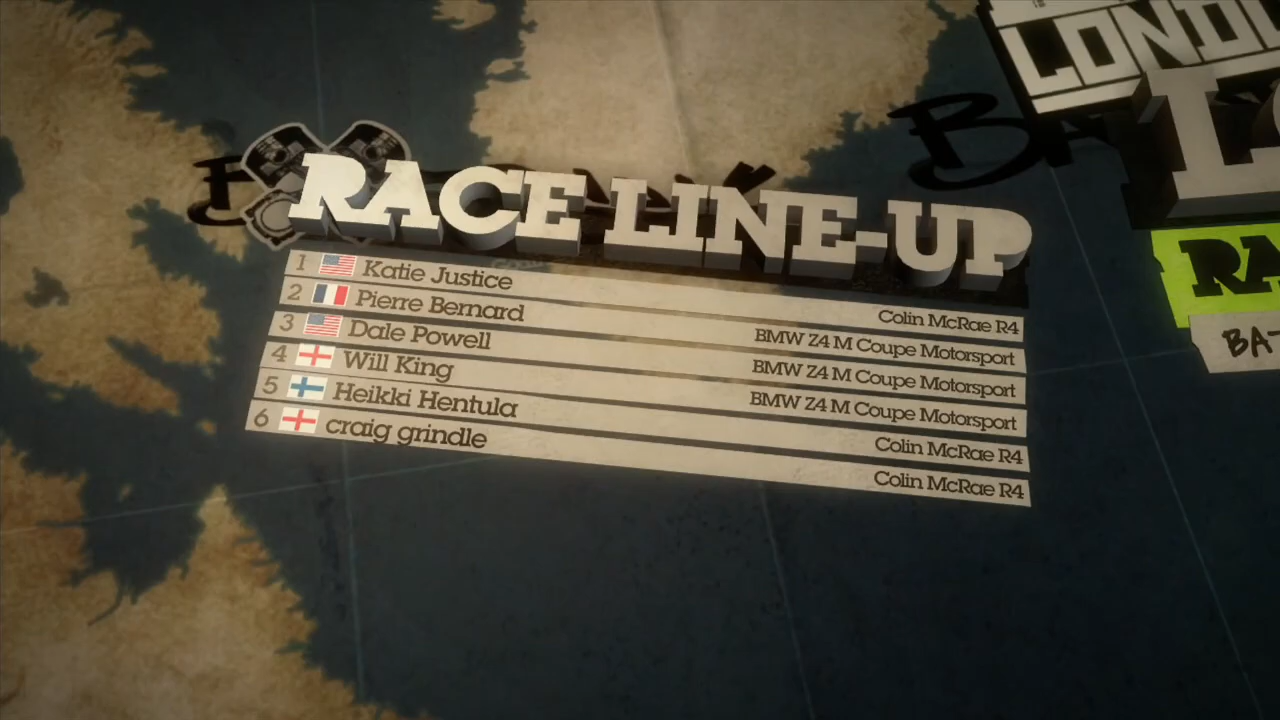 RACE LINE-UP
1 Katie Justice Colin McRae R4
2 Pierre Bernard BMW Z4 M Coupe Motorsport
3 Dale Powell BMW Z4 M Coupe Motorsport
4 Will King BMW Z4 M Coupe Motorsport
5 Heikki Hentula Colin McRae R4
6 craig grindle Colin McRae R4